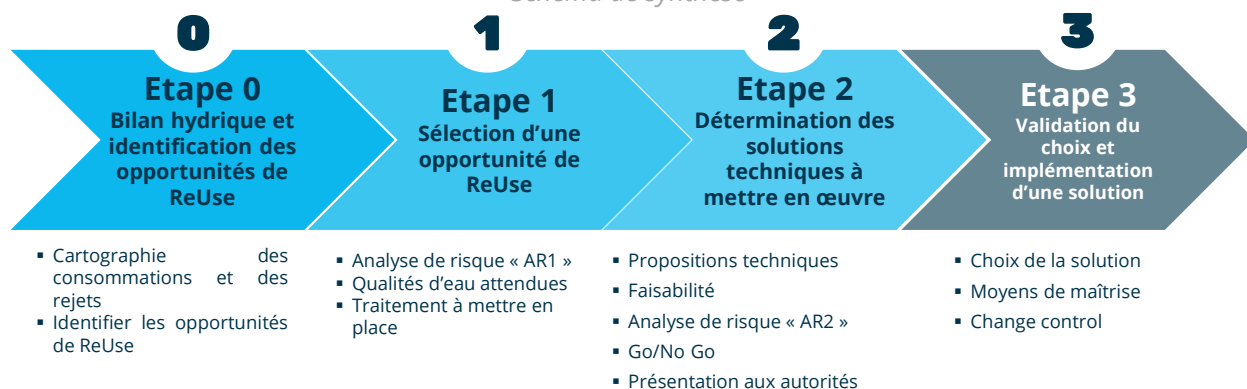 Schéma de synthèse
0
Etape 0
Bilan hydrique et
identification des
opportunités de
ReUse
▪ Cartographie des
consommations et des
rejets
▪ Identifier les opportunités
de ReUse
1
Etape 1
Sélection d’une
opportunité de
ReUse
▪ Analyse de risque « AR1 »
▪ Qualités d’eau attendues
▪ Traitement à mettre en
place
2
Etape 2
Détermination des
solutions
techniques à
mettre en œuvre
▪ Propositions techniques
▪ Faisabilité
▪ Analyse de risque « AR2 »
▪ Go/No Go
▪ Présentation aux autorités
3
Etape 3
Validation du
choix et
implémentation
d’une solution
▪ Choix de la solution
▪ Moyens de maîtrise
▪ Change control